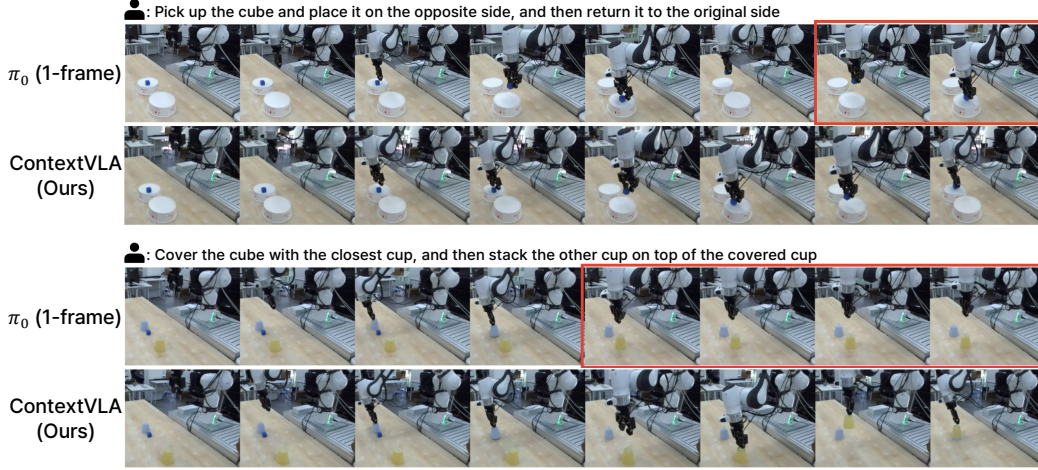 : Pick up the cube and place it on the opposite side, and then return it to the original side
π₀ (1-frame)
ContextVLA
(Ours)
: Cover the cube with the closest cup, and then stack the other cup on top of the covered cup
π₀ (1-frame)
ContextVLA
(Ours)